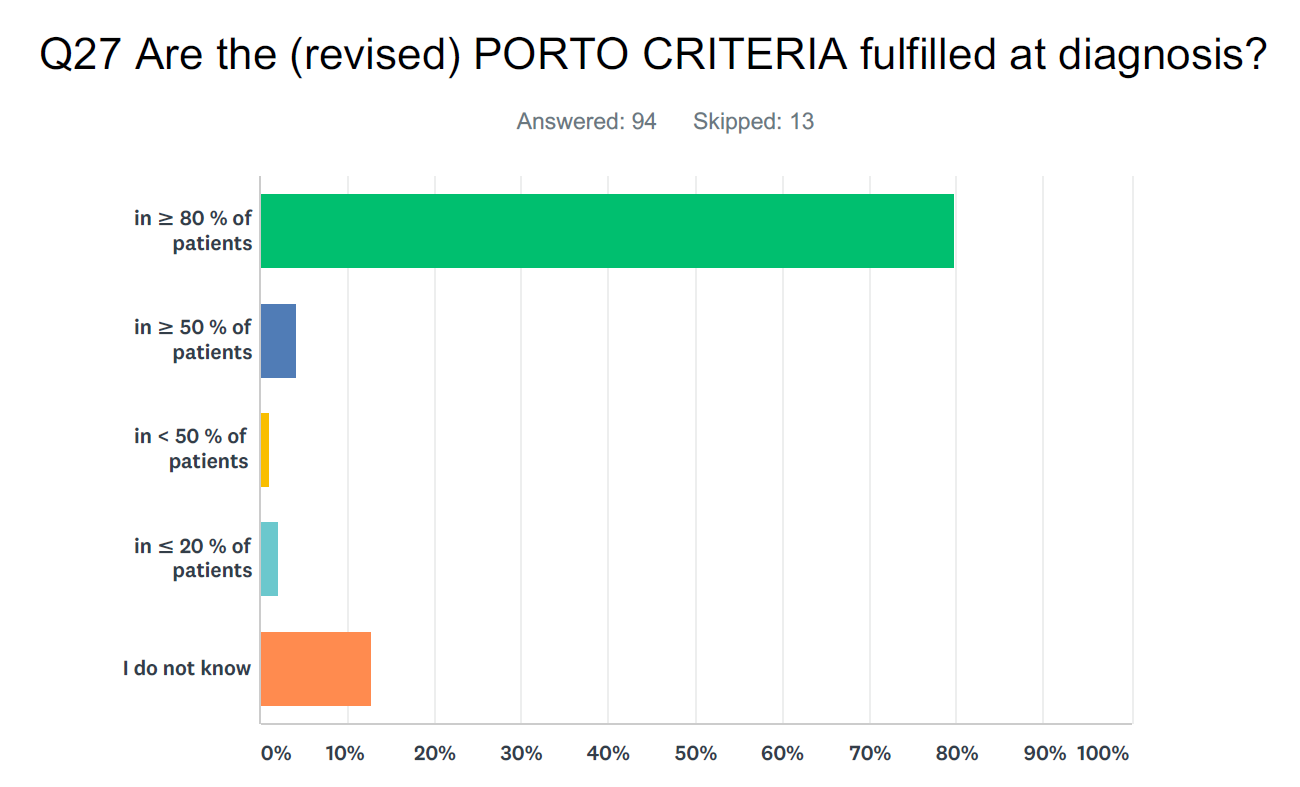 Q27 Are the (revised) PORTO CRITERIA fulfilled at diagnosis?
Answered: 94 Skipped: 13
in ≥ 80 % of
patients
in ≥ 50 % of
patients
in < 50 % of
patients
in ≤ 20 % of
patients
I do not know
0% 10% 20% 30% 40% 50% 60% 70% 80% 90% 100%